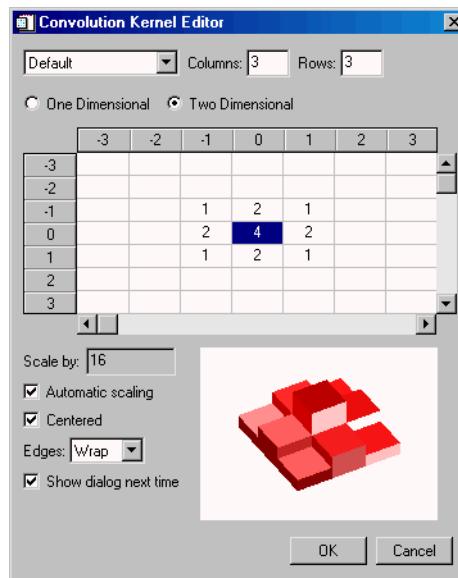 Convolution Kernel Editor
Default Columns: 3 Rows: 3
One Dimensional Two Dimensional
-3 -2 -1 0 1 2 3
-3
-2
-1 1 2 1
0 2 4 2
1 1 2 1
2
3
Scale by: 16
Automatic scaling
Centered
Edges: Wrap
Show dialog next time
OK Cancel